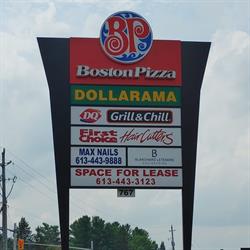 BP
Boston Pizza
DOLLARAMA
DQ Grill & Chill
First Choice Hair Cutters
MAX NAILS
613-443-9888
B
SPACE FOR LEASE
613-443-3123
767